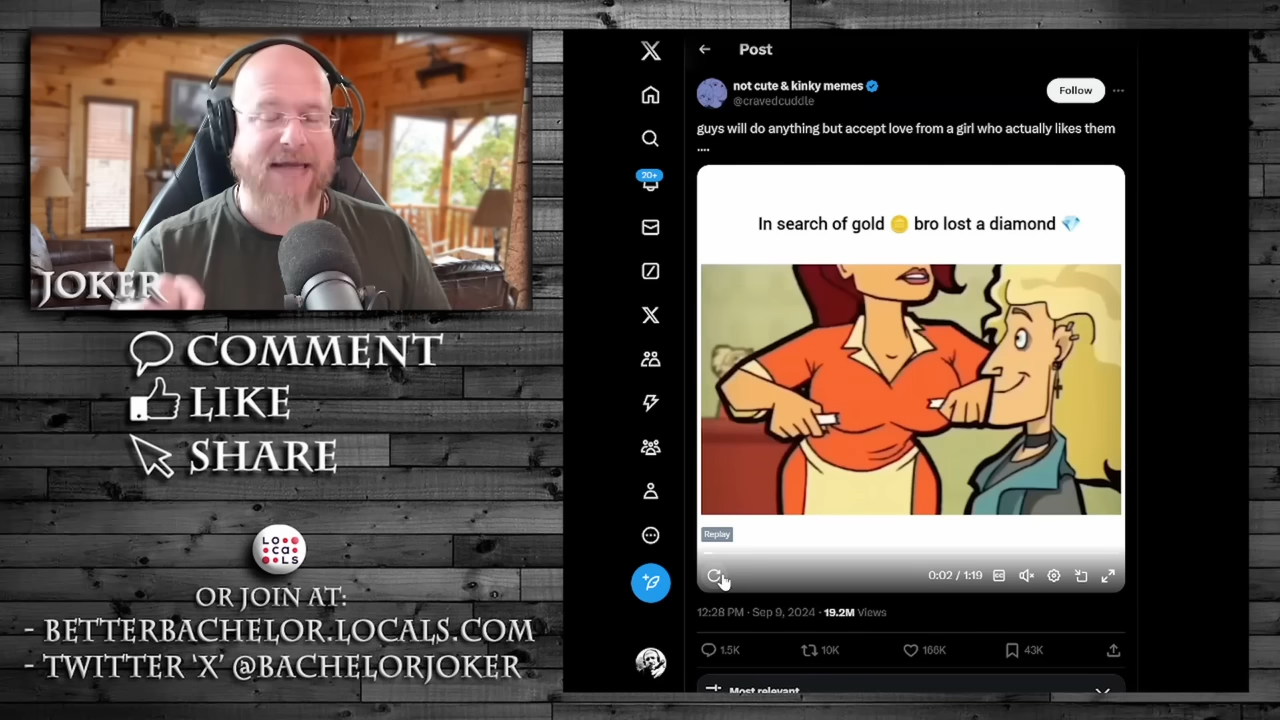 JOKER
COMMENT
LIKE
SHARE
LOCALS
OR JOIN AT:
- BETTERBACHELOR.LOCALS.COM
- TWITTER 'X' @BACHELORJOKER
20+
Post
not cute & kinky memes
@cravedcuddle
Follow
guys will do anything but accept love from a girl who actually likes them
....
In search of gold 🪙 bro lost a diamond 💎
Replay
0:02 / 1:19
12:28 PM · Sep 9, 2024 · 19.2M Views
1.5K 10K 166K 43K
Most relevant